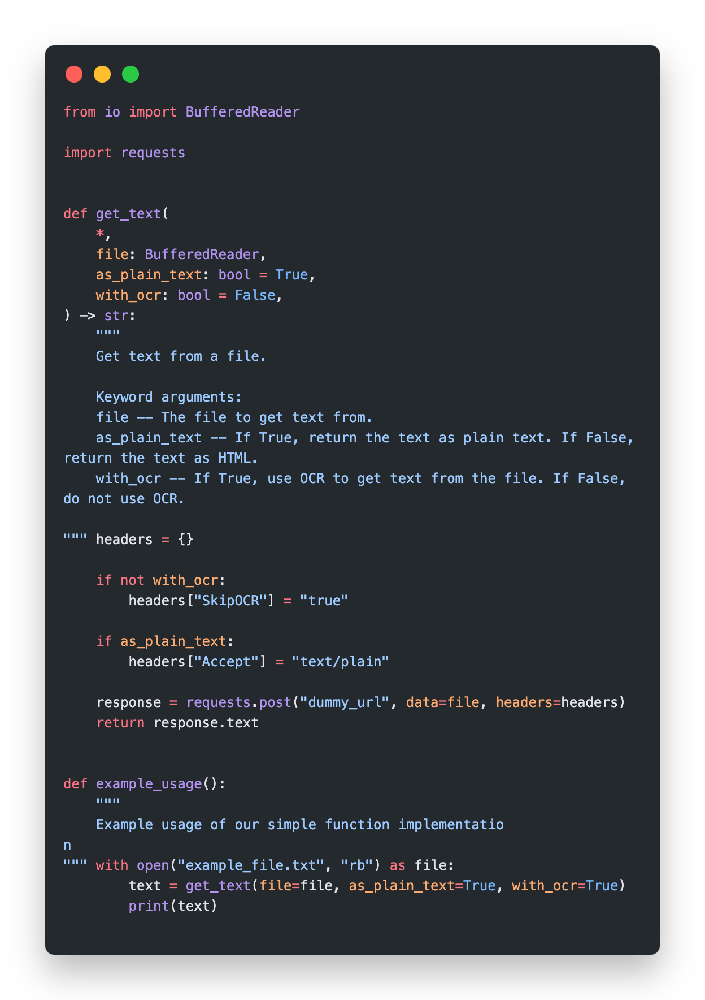 from io import BufferedReader

import requests


def get_text(
    *,
    file: BufferedReader,
    as_plain_text: bool = True,
    with_ocr: bool = False,
) -> str:
    """
    Get text from a file.

    Keyword arguments:
    file -- The file to get text from.
    as_plain_text -- If True, return the text as plain text. If False,
return the text as HTML.
    with_ocr -- If True, use OCR to get text from the file. If False,
do not use OCR.

""" headers = {}

    if not with_ocr:
        headers["SkipOCR"] = "true"

    if as_plain_text:
        headers["Accept"] = "text/plain"

    response = requests.post("dummy_url", data=file, headers=headers)
    return response.text


def example_usage():
    """
    Example usage of our simple function implementatio
n
""" with open("example_file.txt", "rb") as file:
        text = get_text(file=file, as_plain_text=True, with_ocr=True)
        print(text)